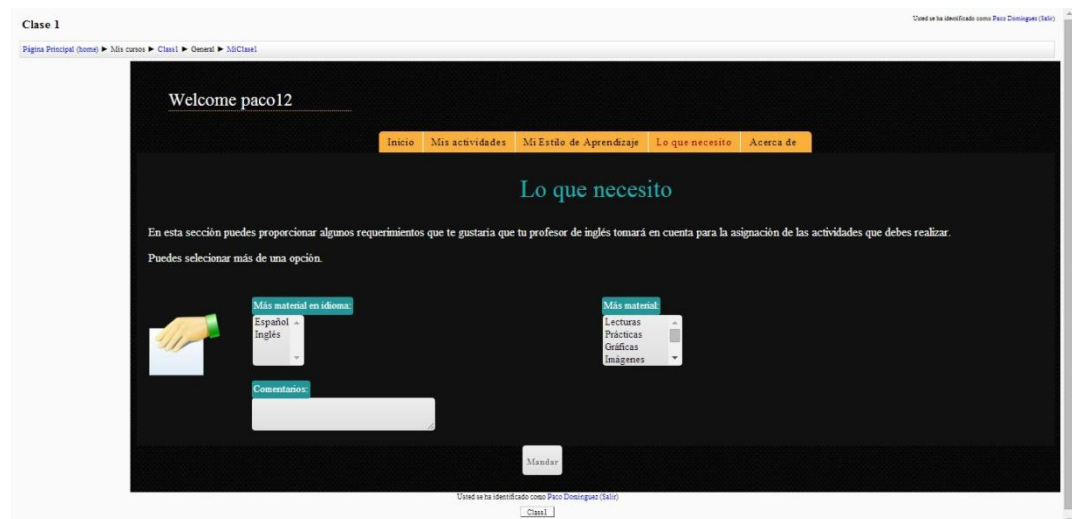 Clase 1
Usted se ha identificado como Paco Dominguez (Salir)
Página Principal (home) ► Mis cursos ► Class1 ► General ► MiClase1
Welcome paco12
Inicio Mis actividades Mi Estilo de Aprendizaje Lo que necesito Acerca de
Lo que necesito
En esta sección puedes proporcionar algunos requerimientos que te gustaria que tu profesor de inglés tomará en cuenta para la asignación de las actividades que debes realizar.
Puedes selecionar más de una opción.
Más material en idioma:
Español
Inglés
Más material:
Lecturas
Prácticas
Gráficas
Imágenes
Comentarios:
Mandar
Usted se ha identificado como Paco Dominguez (Salir)
Class1